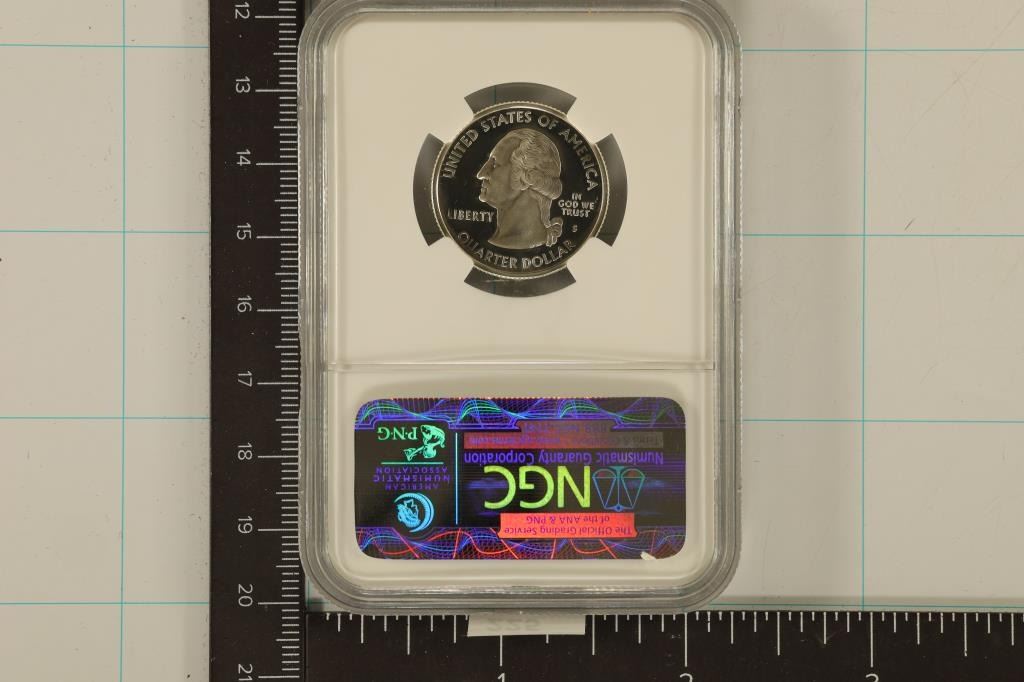 UNITED STATES OF AMERICA
LIBERTY
IN
GOD WE
TRUST
S
QUARTER DOLLAR
The Official Grading Service
of the ANA & PNG
NGC
Numismatic Guaranty Corporation
AMERICAN
NUMISMATIC
ASSOCIATION
P·N·G
12
13
14
15
16
17
18
19
20
21
1
2
3